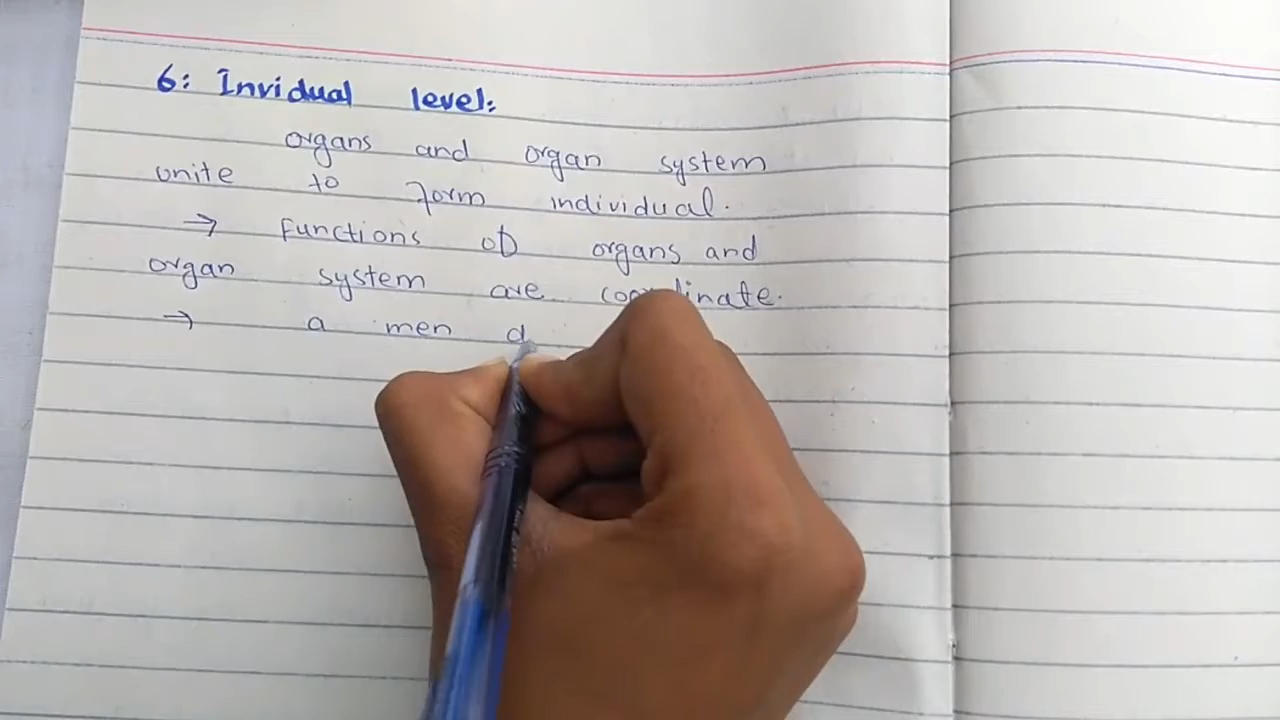 6: Invidual level:
organs and organ system
unite to form individual.
→ Functions of organs and
organ system are coordinate.
→ a men d